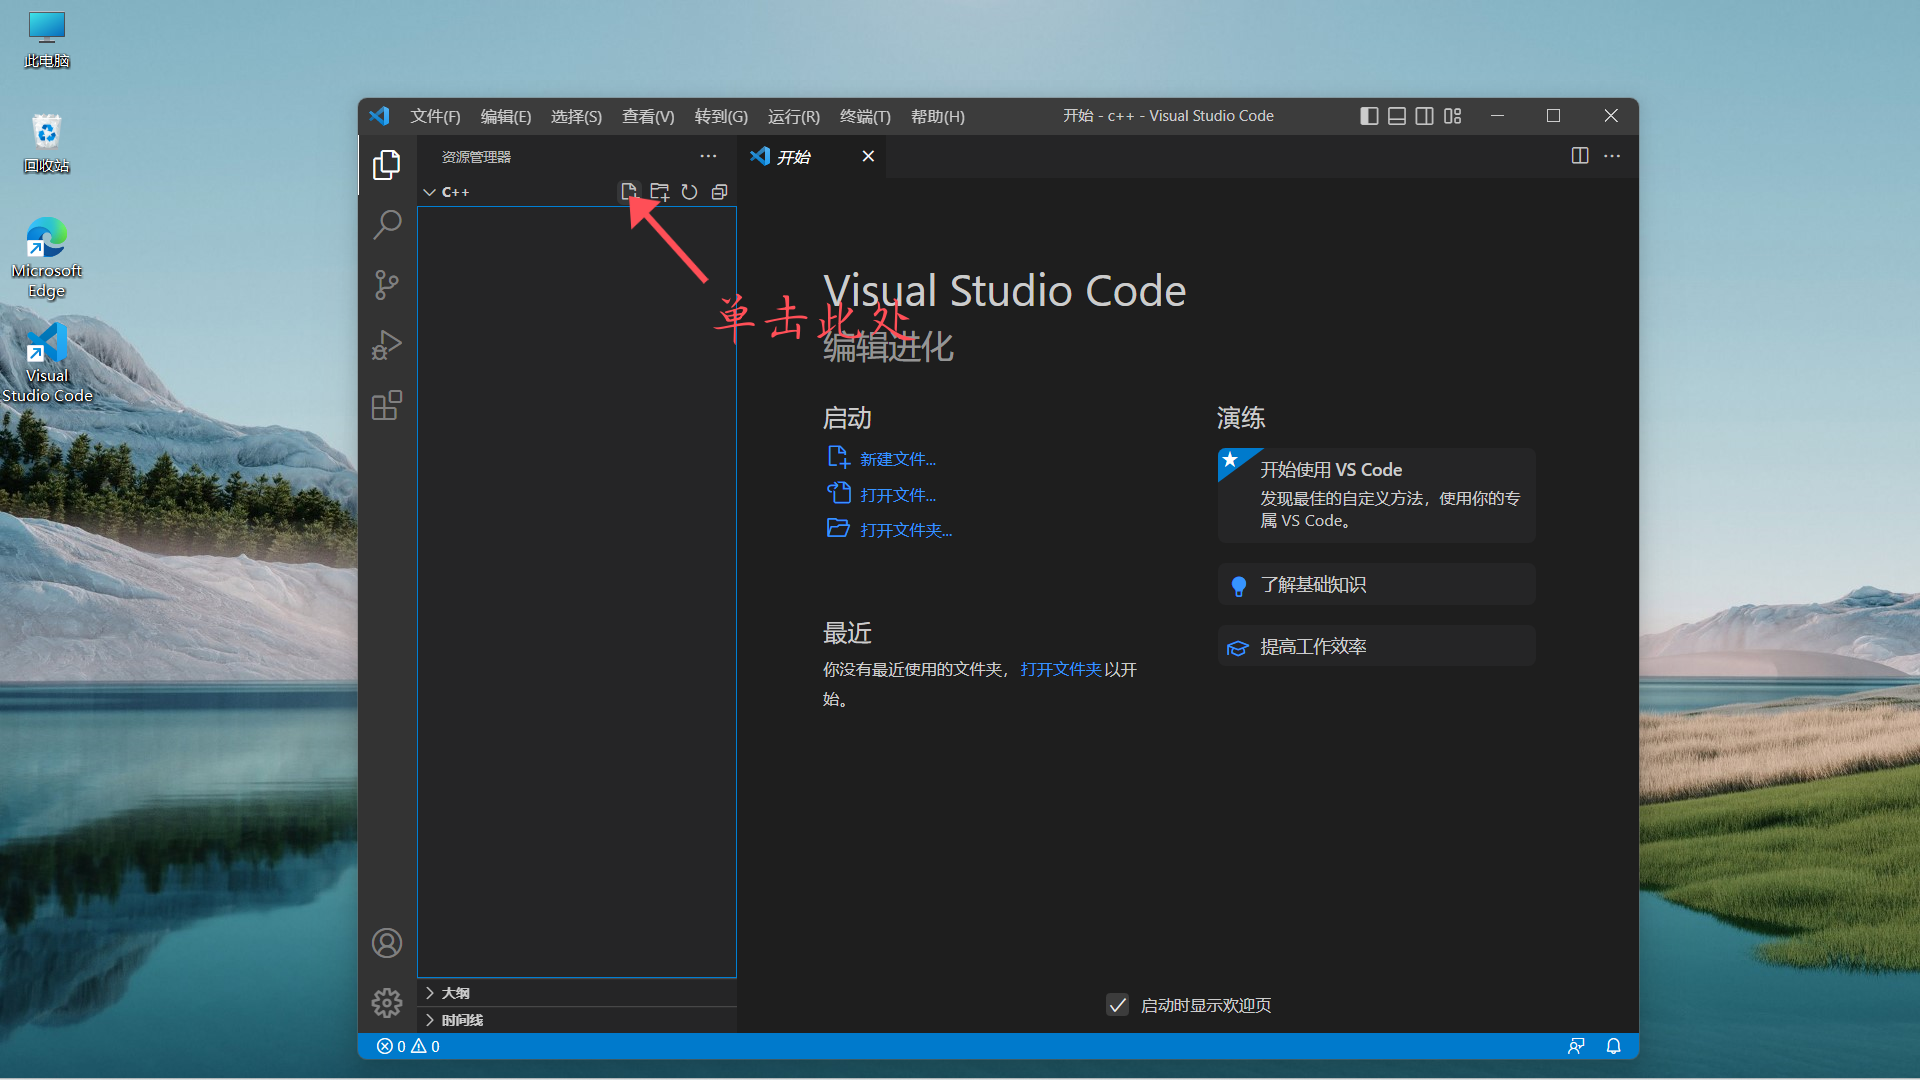 此电脑
回收站
Microsoft
Edge
Visual
Studio Code
文件(F) 编辑(E) 选择(S) 查看(V) 转到(G) 运行(R) 终端(T) 帮助(H) 开始 - c++ - Visual Studio Code
资源管理器
开始
C++
单击此处
Visual Studio Code
编辑进化
启动
新建文件...
打开文件...
打开文件夹...
最近
你没有最近使用的文件夹，打开文件夹以开
始。
演练
开始使用 VS Code
发现最佳的自定义方法，使用你的专
属 VS Code。
了解基础知识
提高工作效率
启动时显示欢迎页
大纲
时间线
0 0